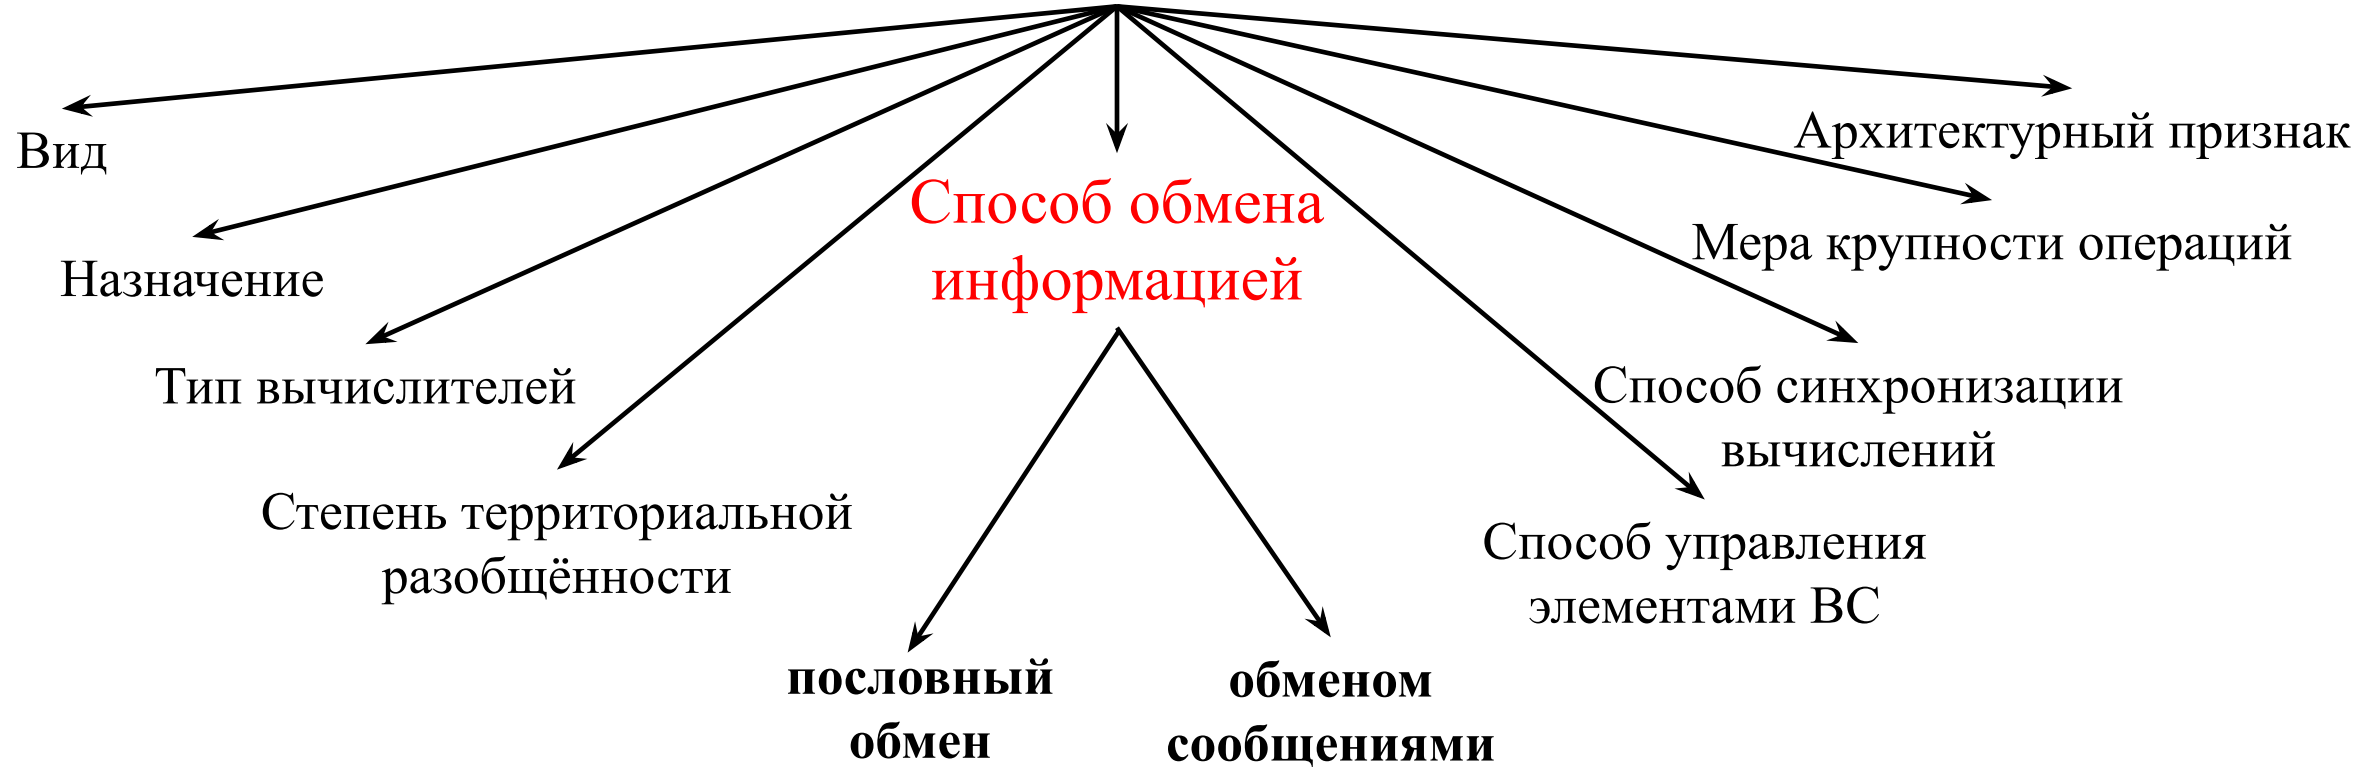 Вид
Назначение
Тип вычислителей
Степень территориальной
разобщённости
Способ обмена
информацией
пословный
обмен
обменом
сообщениями
Способ управления
элементами ВС
Способ синхронизации
вычислений
Мера крупности операций
Архитектурный признак